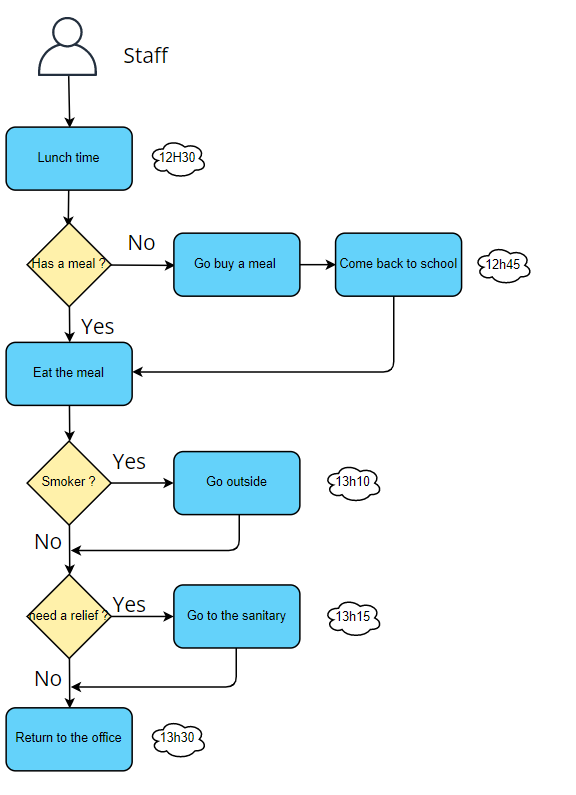 Staff
Lunch time
12H30
No
Has a meal ?
Go buy a meal
Come back to school
12h45
Yes
Eat the meal
Yes
Smoker ?
Go outside
13h10
No
Yes
need a relief ?
Go to the sanitary
13h15
No
Return to the office
13h30